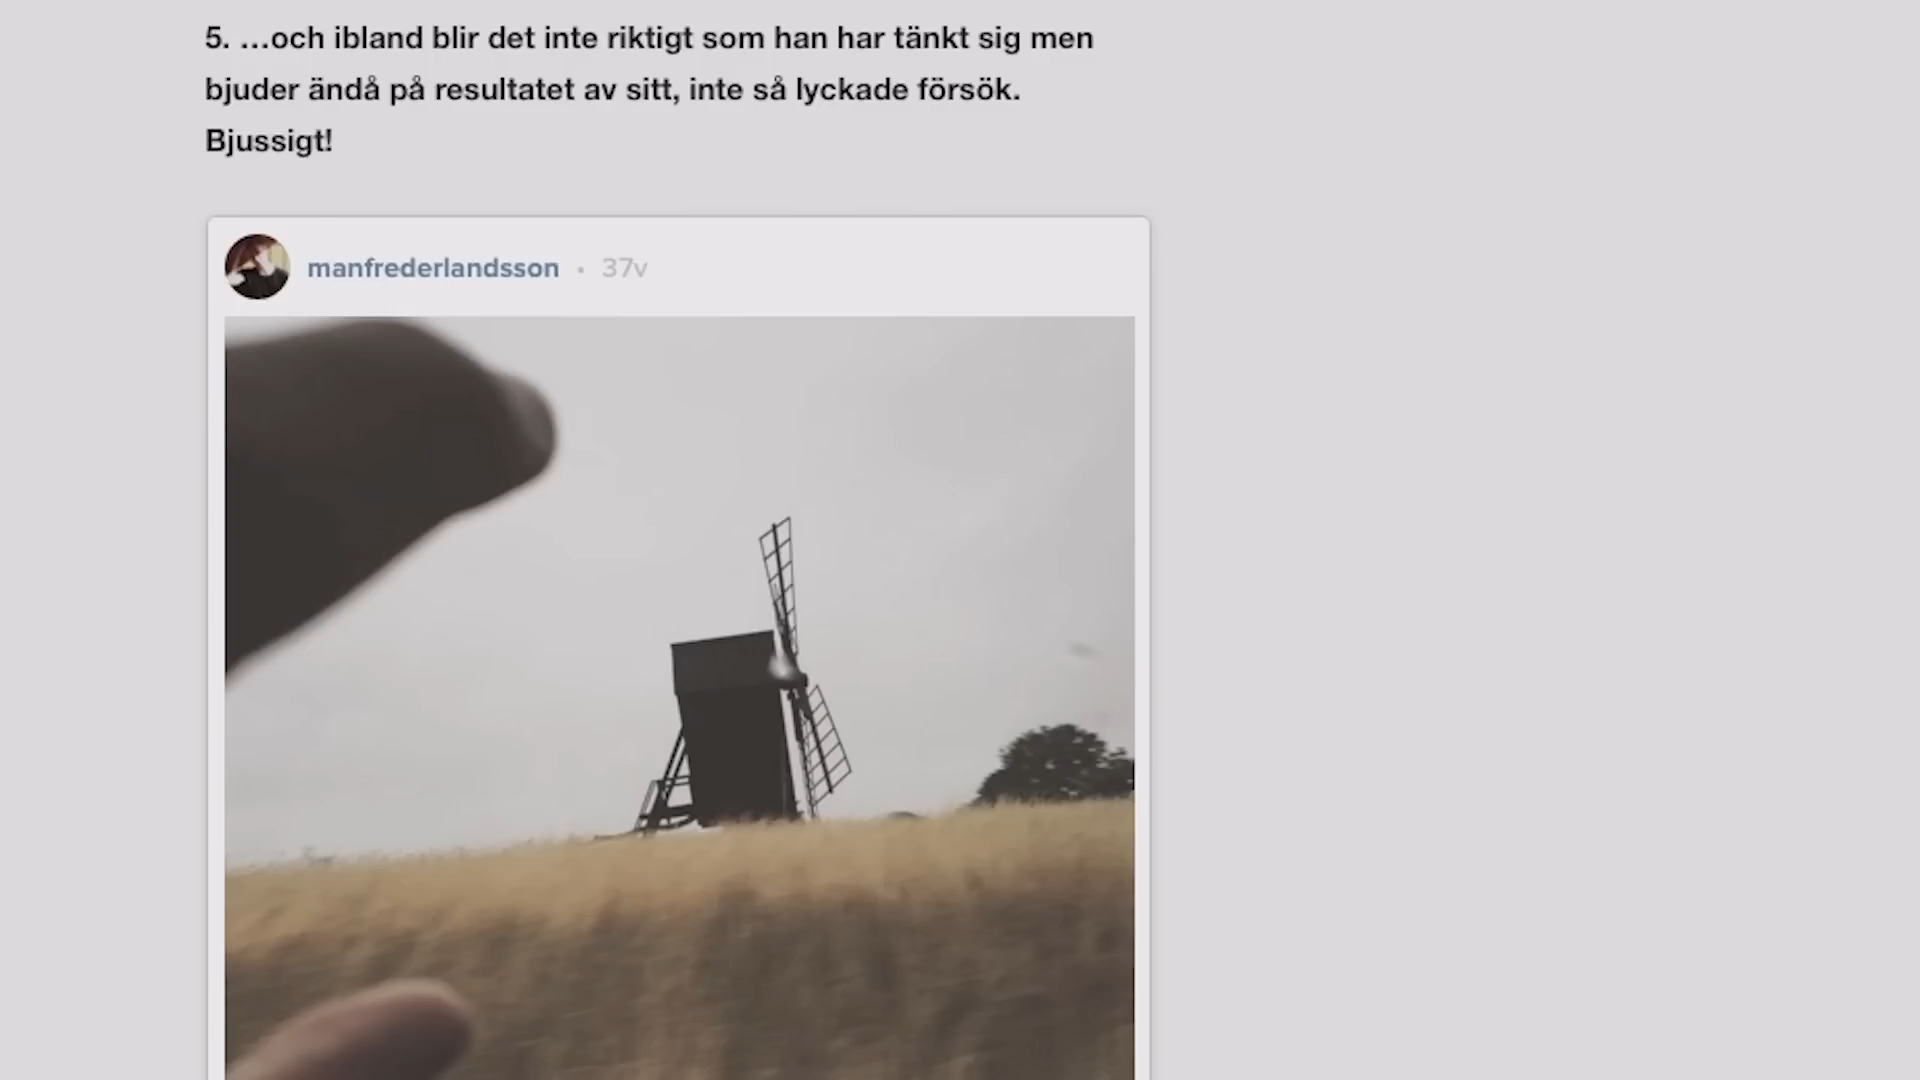 5. ...och ibland blir det inte riktigt som han har tänkt sig men
bjuder ändå på resultatet av sitt, inte så lyckade försök.
Bjussigt!
manfrederlandsson • 37v